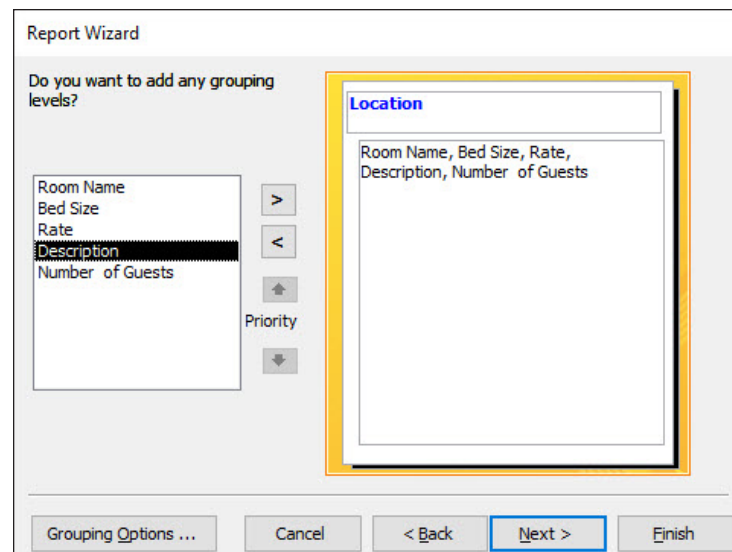 Report Wizard
Do you want to add any grouping
levels?
Location
Room Name, Bed Size, Rate,
Description, Number  of Guests
Room Name
Bed Size
Rate
Description
Number  of Guests
>
<
Priority
Grouping Options ...
Cancel
< Back
Next >
Finish